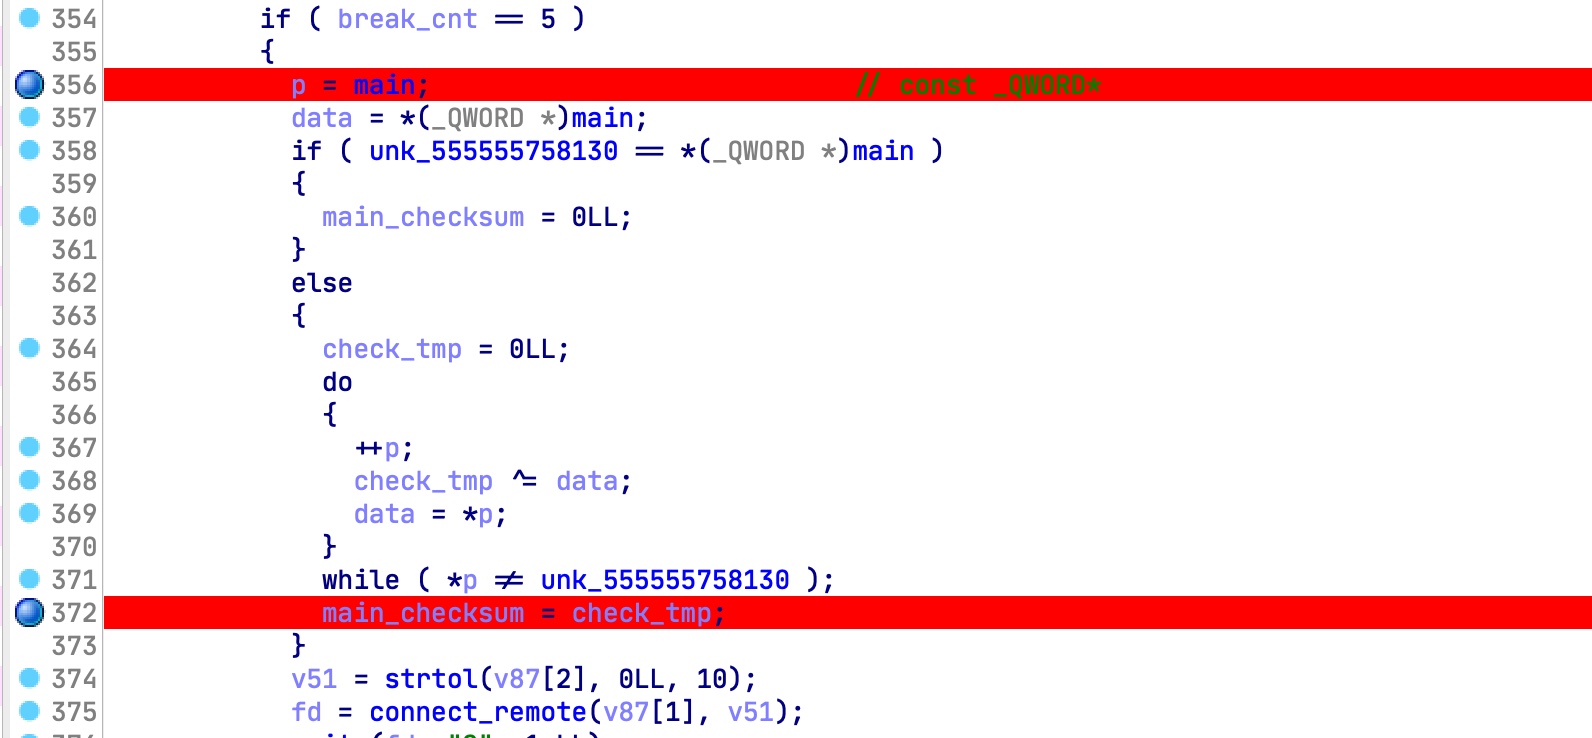 354 if ( break_cnt == 5 )
355 {
356 p = main; // const _QWORD*
357 data = *(_QWORD *)main;
358 if ( unk_555555758130 == *(_QWORD *)main )
359 {
360 main_checksum = 0LL;
361 }
362 else
363 {
364 check_tmp = 0LL;
365 do
366 {
367 ++p;
368 check_tmp ^= data;
369 data = *p;
370 }
371 while ( *p != unk_555555758130 );
372 main_checksum = check_tmp;
373 }
374 v51 = strtol(v87[2], 0LL, 10);
375 fd = connect_remote(v87[1], v51);